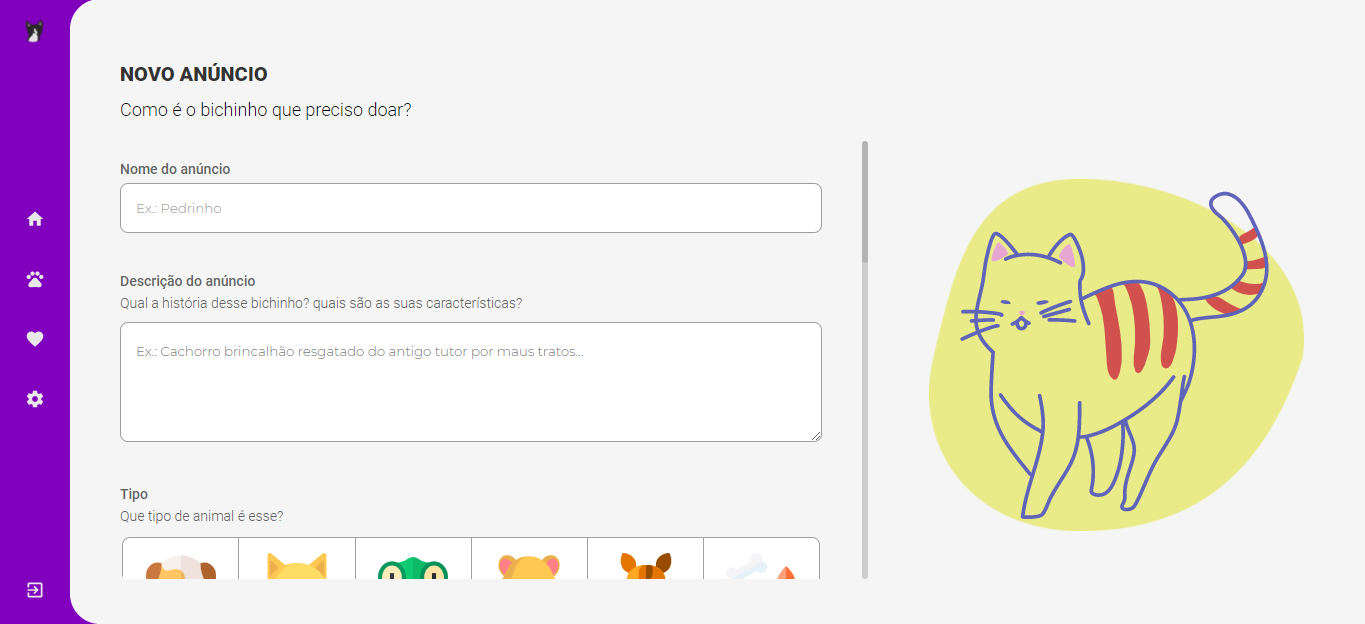 NOVO ANÚNCIO
Como é o bichinho que preciso doar?
Nome do anúncio
Ex.: Pedrinho
Descrição do anúncio
Qual a história desse bichinho? quais são as suas características?
Ex.: Cachorro brincalhão resgatado do antigo tutor por maus tratos...
Tipo
Que tipo de animal é esse?